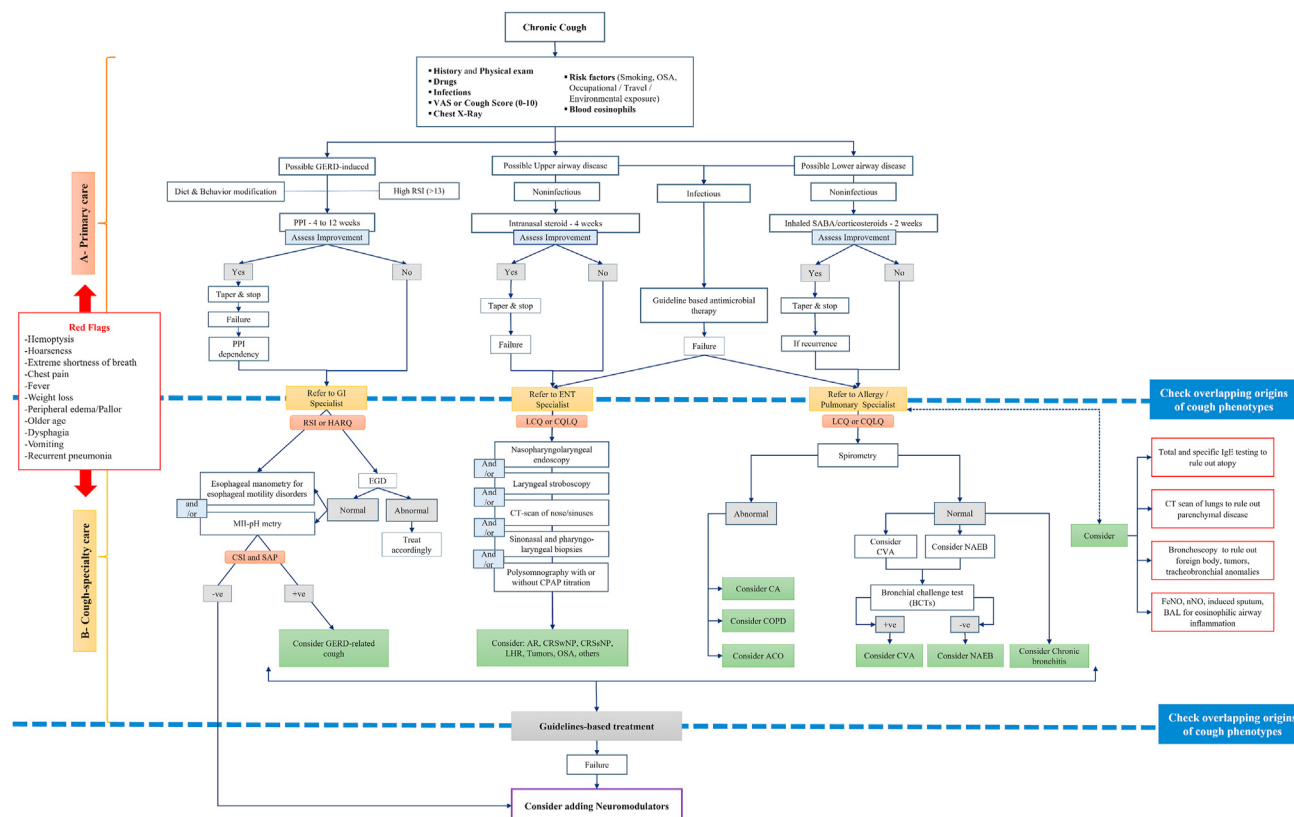 Chronic Cough
▪ History and Physical exam
▪ Drugs
▪ Infections
▪ VAS or Cough Score (0-10)
▪ Chest X-Ray
▪ Risk factors (Smoking, OSA,
Occupational / Travel /
Environmental exposure)
▪ Blood eosinophils
A- Primary care
Possible GERD-induced
Possible Upper airway disease
Possible Lower airway disease
Diet & Behavior modification
High RSI (>13)
Noninfectious
Infectious
Noninfectious
PPI - 4 to 12 weeks
Assess Improvement
Intranasal steroid - 4 weeks
Assess Improvement
Inhaled SABA/corticosteroids - 2 weeks
Assess Improvement
Yes
No
Yes
No
Yes
No
Taper & stop
Failure
PPI
dependency
Taper & stop
Failure
Guideline based antimicrobial
therapy
Failure
Taper & stop
If recurrence
Red Flags
-Hemoptysis
-Hoarseness
-Extreme shortness of breath
-Chest pain
-Fever
-Weight loss
-Peripheral edema/Pallor
-Older age
-Dysphagia
-Vomiting
-Recurrent pneumonia
Refer to GI
Specialist
Refer to ENT
Specialist
Refer to Allergy /
Pulmonary Specialist
Check overlapping origins
of cough phenotypes
B- Cough-specialty care
RSI or HARQ
LCQ or CQLQ
LCQ or CQLQ
Esophageal manometry for
esophageal motility disorders
and
/or
MII-pH metry
EGD
Normal
Abnormal
Treat
accordingly
CSI and SAP
-ve
+ve
Consider GERD-related
cough
Nasopharyngolaryngeal
endoscopy
And
/or
Laryngeal stroboscopy
And
/or
CT-scan of nose/sinuses
And
/or
Sinonasal and pharyngo-
laryngeal biopsies
And
/or
Polysomnography with or
without CPAP titration
Consider: AR, CRSwNP, CRSsNP,
LHR, Tumors, OSA, others
Spirometry
Abnormal
Normal
Consider CA
Consider COPD
Consider ACO
Consider
CVA
Consider NAEB
Bronchial challenge test
(BCTs)
+ve
-ve
Consider CVA
Consider NAEB
Consider Chronic
bronchitis
Consider
Total and specific IgE testing to
rule out atopy
CT scan of lungs to rule out
parenchymal disease
Bronchoscopy to rule out
foreign body, tumors,
tracheobronchial anomalies
FeNO, nNO, induced sputum,
BAL for eosinophilic airway
inflammation
Guidelines-based treatment
Check overlapping origins
of cough phenotypes
Failure
Consider adding Neuromodulators